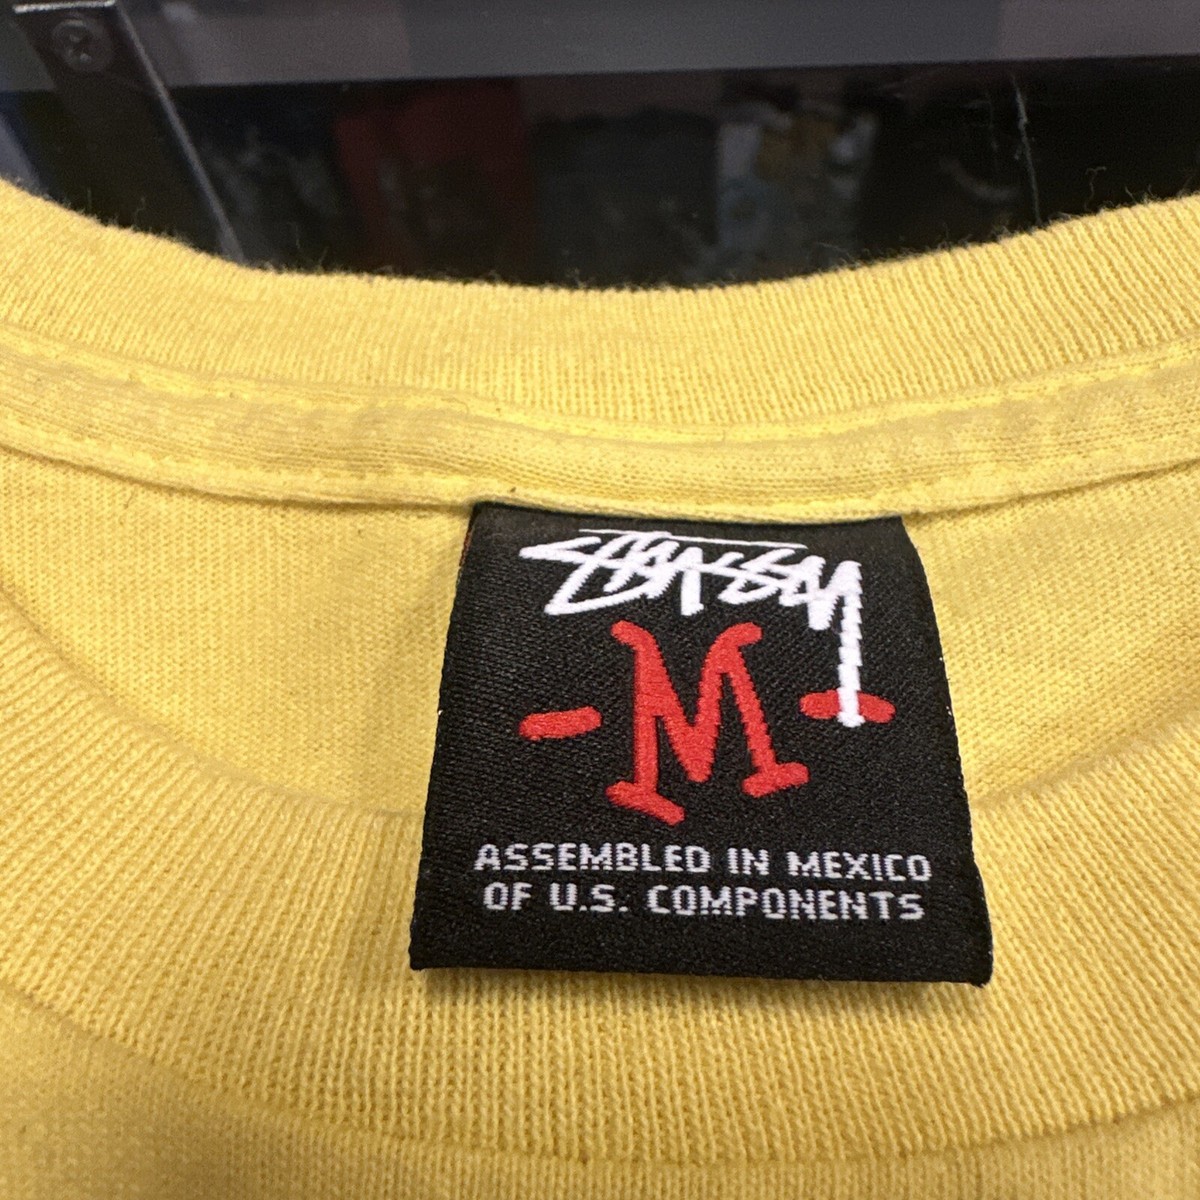 STÜSSY
- M -
ASSEMBLED IN MEXICO
OF U.S. COMPONENTS